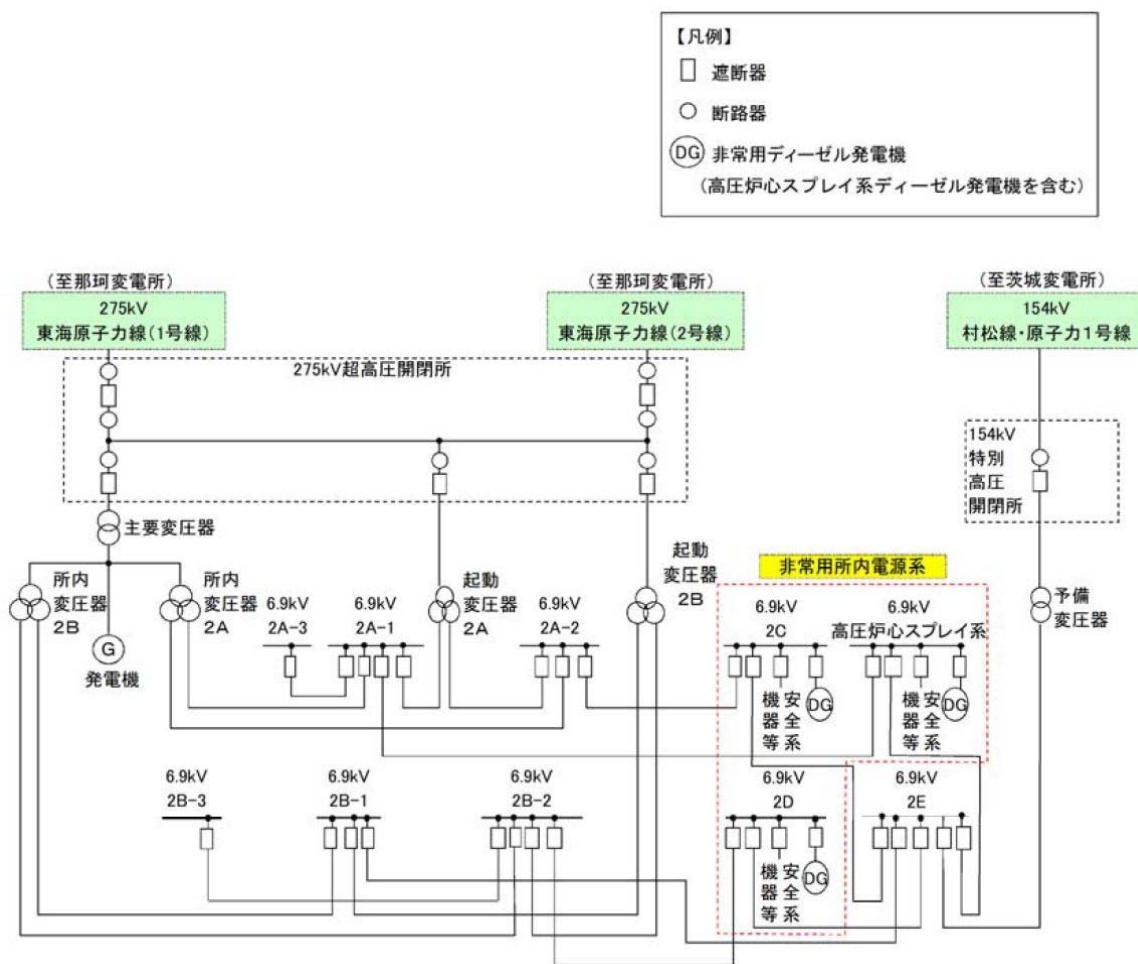 【凡例】
遮断器
断路器
DG 非常用ディーゼル発電機
(高圧炉心スプレイ系ディーゼル発電機を含む)
(至那珂変電所)
275kV
東海原子力線(1号線)
(至那珂変電所)
275kV
東海原子力線(2号線)
(至茨城変電所)
154kV
村松線・原子力1号線
275kV超高圧開閉所
154kV
特別
高圧
開閉所
主要変圧器
所内
変圧器
2B
G
発電機
所内
変圧器
2A
6.9kV
2A-3
6.9kV
2A-1
起動
変圧器
2A
6.9kV
2A-2
起動
変圧器
2B
非常用所内電源系
6.9kV
2C
安全系
機器等
DG
6.9kV
高圧炉心スプレイ系
安全系
機器等
DG
予備
変圧器
6.9kV
2B-3
6.9kV
2B-1
6.9kV
2B-2
6.9kV
2D
安全系
機器等
DG
6.9kV
2E